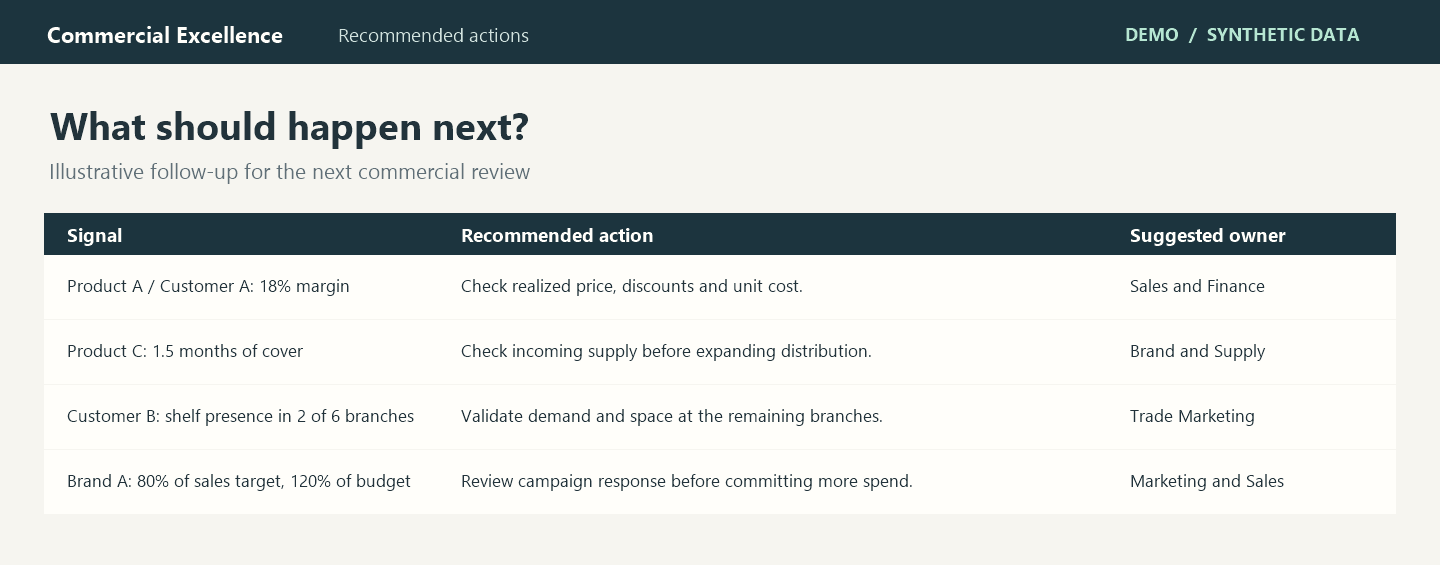 Commercial Excellence Recommended actions DEMO / SYNTHETIC DATA
What should happen next?
Illustrative follow-up for the next commercial review
Signal Recommended action Suggested owner
Product A / Customer A: 18% margin Check realized price, discounts and unit cost. Sales and Finance
Product C: 1.5 months of cover Check incoming supply before expanding distribution. Brand and Supply
Customer B: shelf presence in 2 of 6 branches Validate demand and space at the remaining branches. Trade Marketing
Brand A: 80% of sales target, 120% of budget Review campaign response before committing more spend. Marketing and Sales